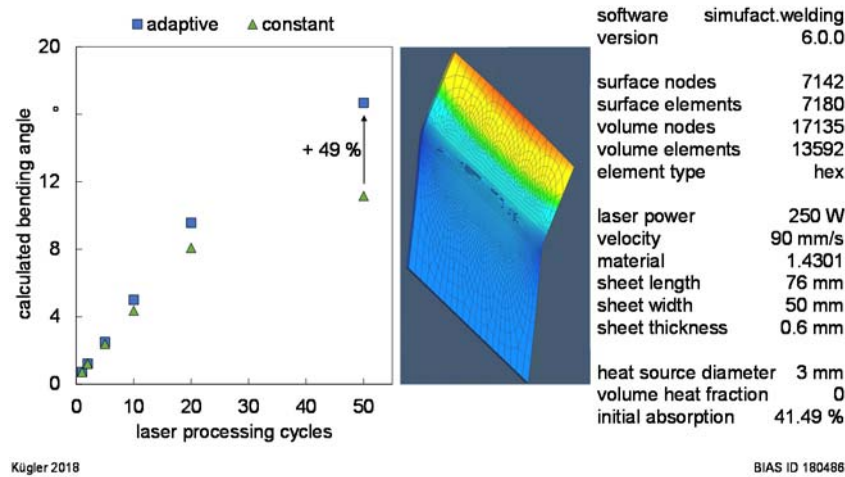 adaptive constant
20
°
16
12
8
4
0
calculated bending angle
+ 49 %
0 10 20 30 40 50
laser processing cycles
software simufact.welding
version 6.0.0
surface nodes 7142
surface elements 7180
volume nodes 17135
volume elements 13592
element type hex
laser power 250 W
velocity 90 mm/s
material 1.4301
sheet length 76 mm
sheet width 50 mm
sheet thickness 0.6 mm
heat source diameter 3 mm
volume heat fraction 0
initial absorption 41.49 %
Kügler 2018 BIAS ID 180486